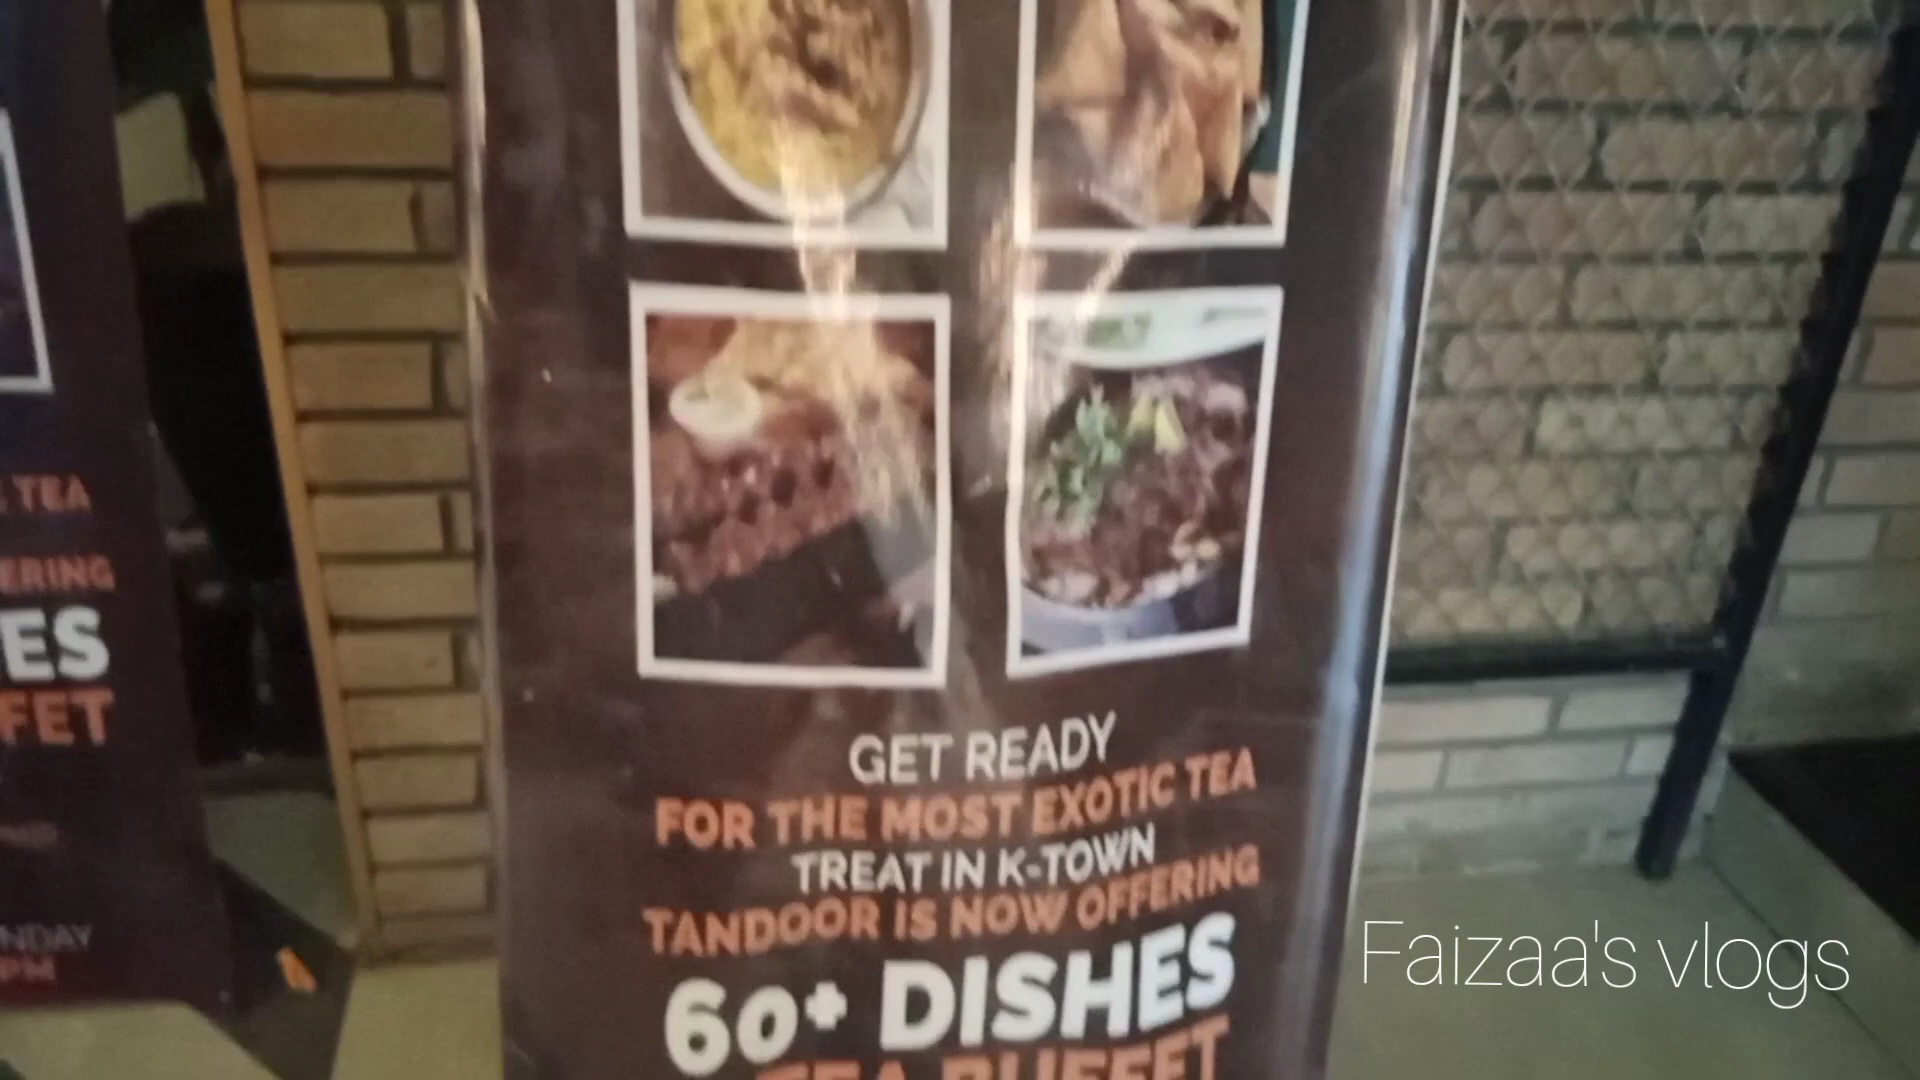 & TEA
ERING
ES
FET
NDAY
PM
GET READY
FOR THE MOST EXOTIC TEA
TREAT IN K-TOWN
TANDOOR IS NOW OFFERING
60+ DISHES
TEA BUFFET
Faizaa's vlogs